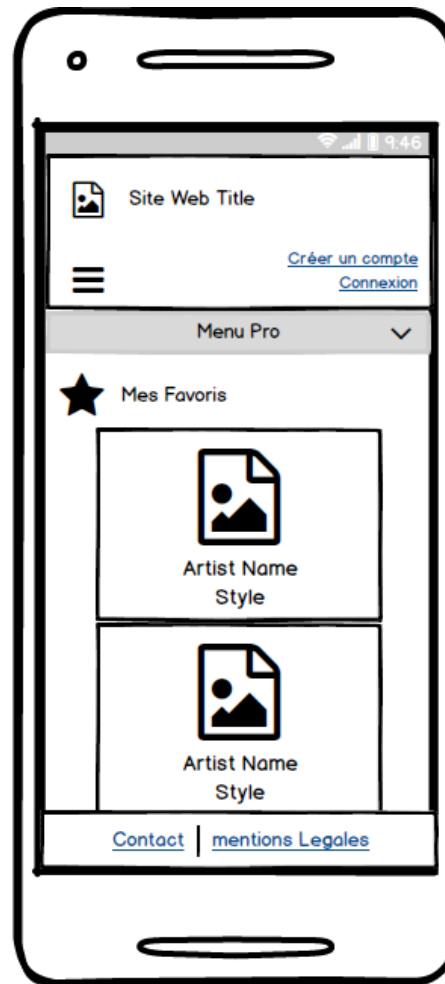 9:46
Site Web Title
Créer un compte
Connexion
Menu Pro
Mes Favoris
Artist Name
Style
Artist Name
Style
Contact | mentions Legales